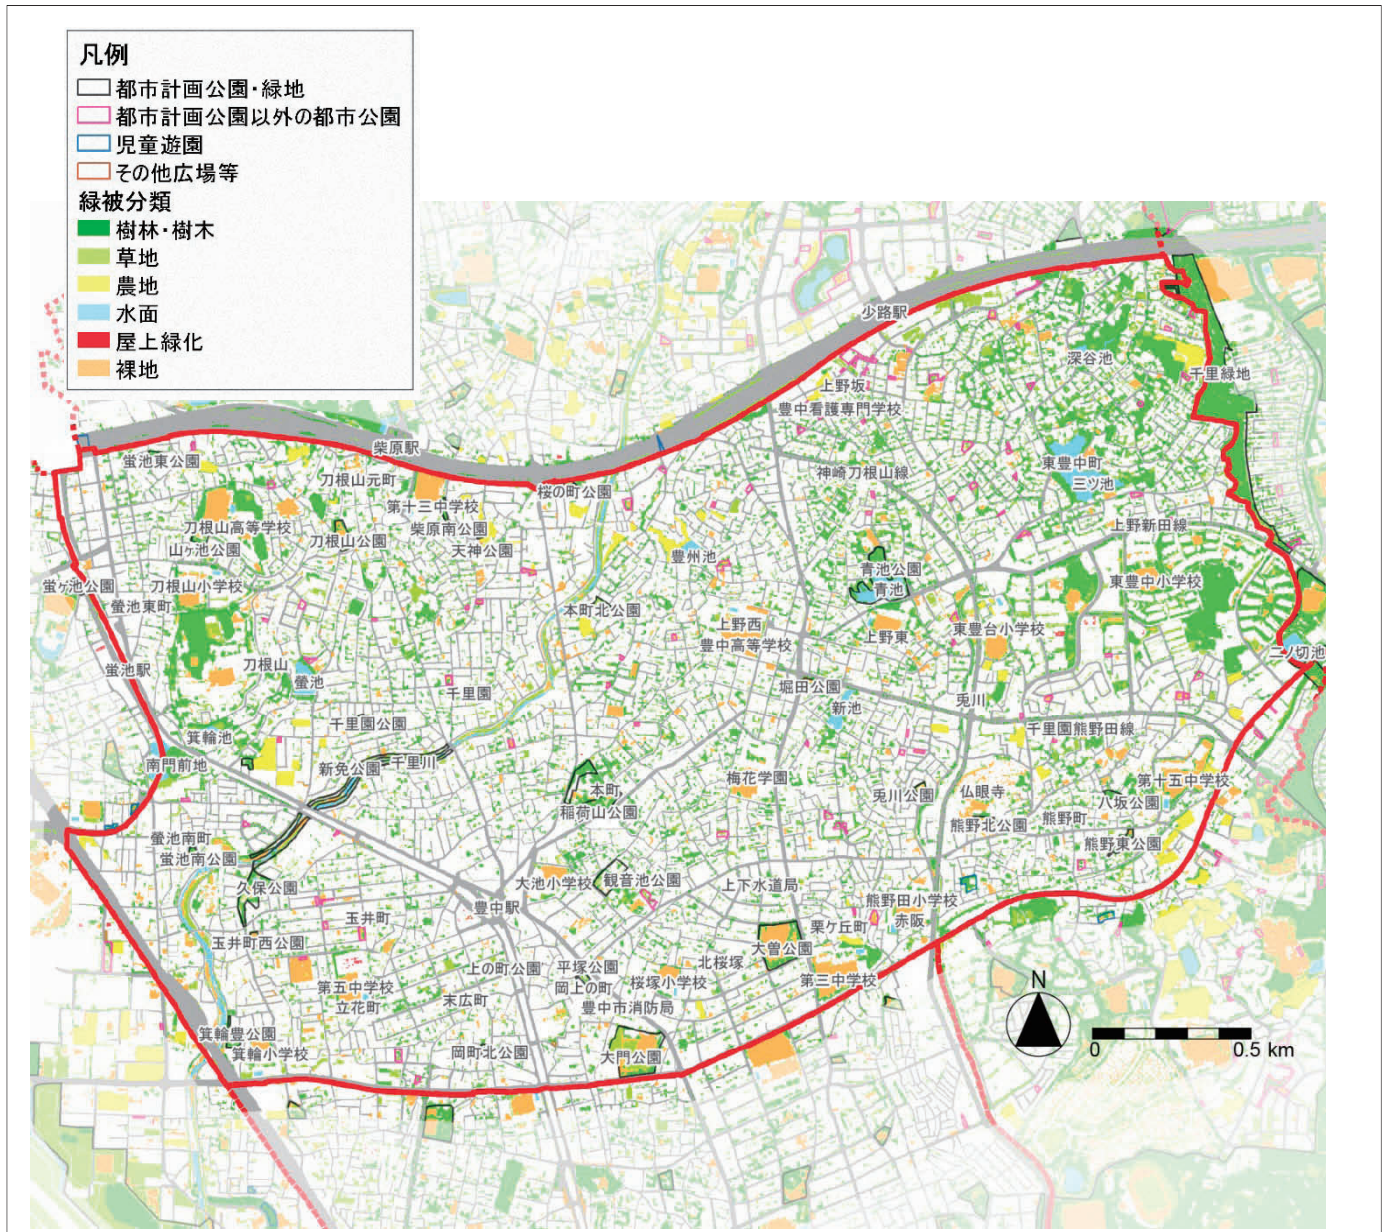 凡例
都市計画公園・緑地
都市計画公園以外の都市公園
児童遊園
その他広場等
緑被分類
樹林・樹木
草地
農地
水面
屋上緑化
裸地
少路駅
深谷池
千里緑地
上野坂
豊中看護専門学校
柴原駅
蛍池東公園
刀根山元町
神崎刀根山線
東豊中町
三ツ池
桜の町公園
第十三中学校
刀根山高等学校
柴原南公園
刀根山公園
山ヶ池公園
天神公園
上野新田線
豊州池
青池公園
青池
東豊中小学校
蛍ヶ池公園
刀根山小学校
螢池東町
本町北公園
上野西
豊中高等学校
上野東
東豊台小学校
二ノ切池
蛍池駅
刀根山
螢池
千里園
堀田公園
新池
兎川
千里園公園
千里園熊野田線
箕輪池
南門前地
新免公園
千里川
梅花学園
本町
稲荷山公園
兎川公園
仏眼寺
第十五中学校
八坂公園
熊野北公園
熊野町
熊野東公園
螢池南町
蛍池南公園
久保公園
大池小学校
観音池公園
上下水道局
熊野田小学校
赤阪
豊中駅
玉井町
栗ケ丘町
玉井町西公園
大曽公園
上の町公園
平塚公園
岡上の町
北桜塚
桜塚小学校
第三中学校
第五中学校
立花町
末広町
豊中市消防局
箕輪豊公園
箕輪小学校
岡町北公園
大門公園
N
0
0.5 km